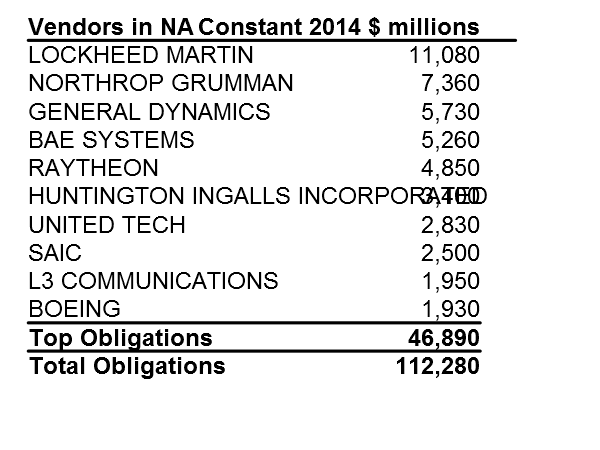 Vendors in NA Constant 2014 $ millions
LOCKHEED MARTIN 11,080
NORTHROP GRUMMAN 7,360
GENERAL DYNAMICS 5,730
BAE SYSTEMS 5,260
RAYTHEON 4,850
HUNTINGTON INGALLS INCORPORATED 3,400
UNITED TECH 2,830
SAIC 2,500
L3 COMMUNICATIONS 1,950
BOEING 1,930
Top Obligations 46,890
Total Obligations 112,280